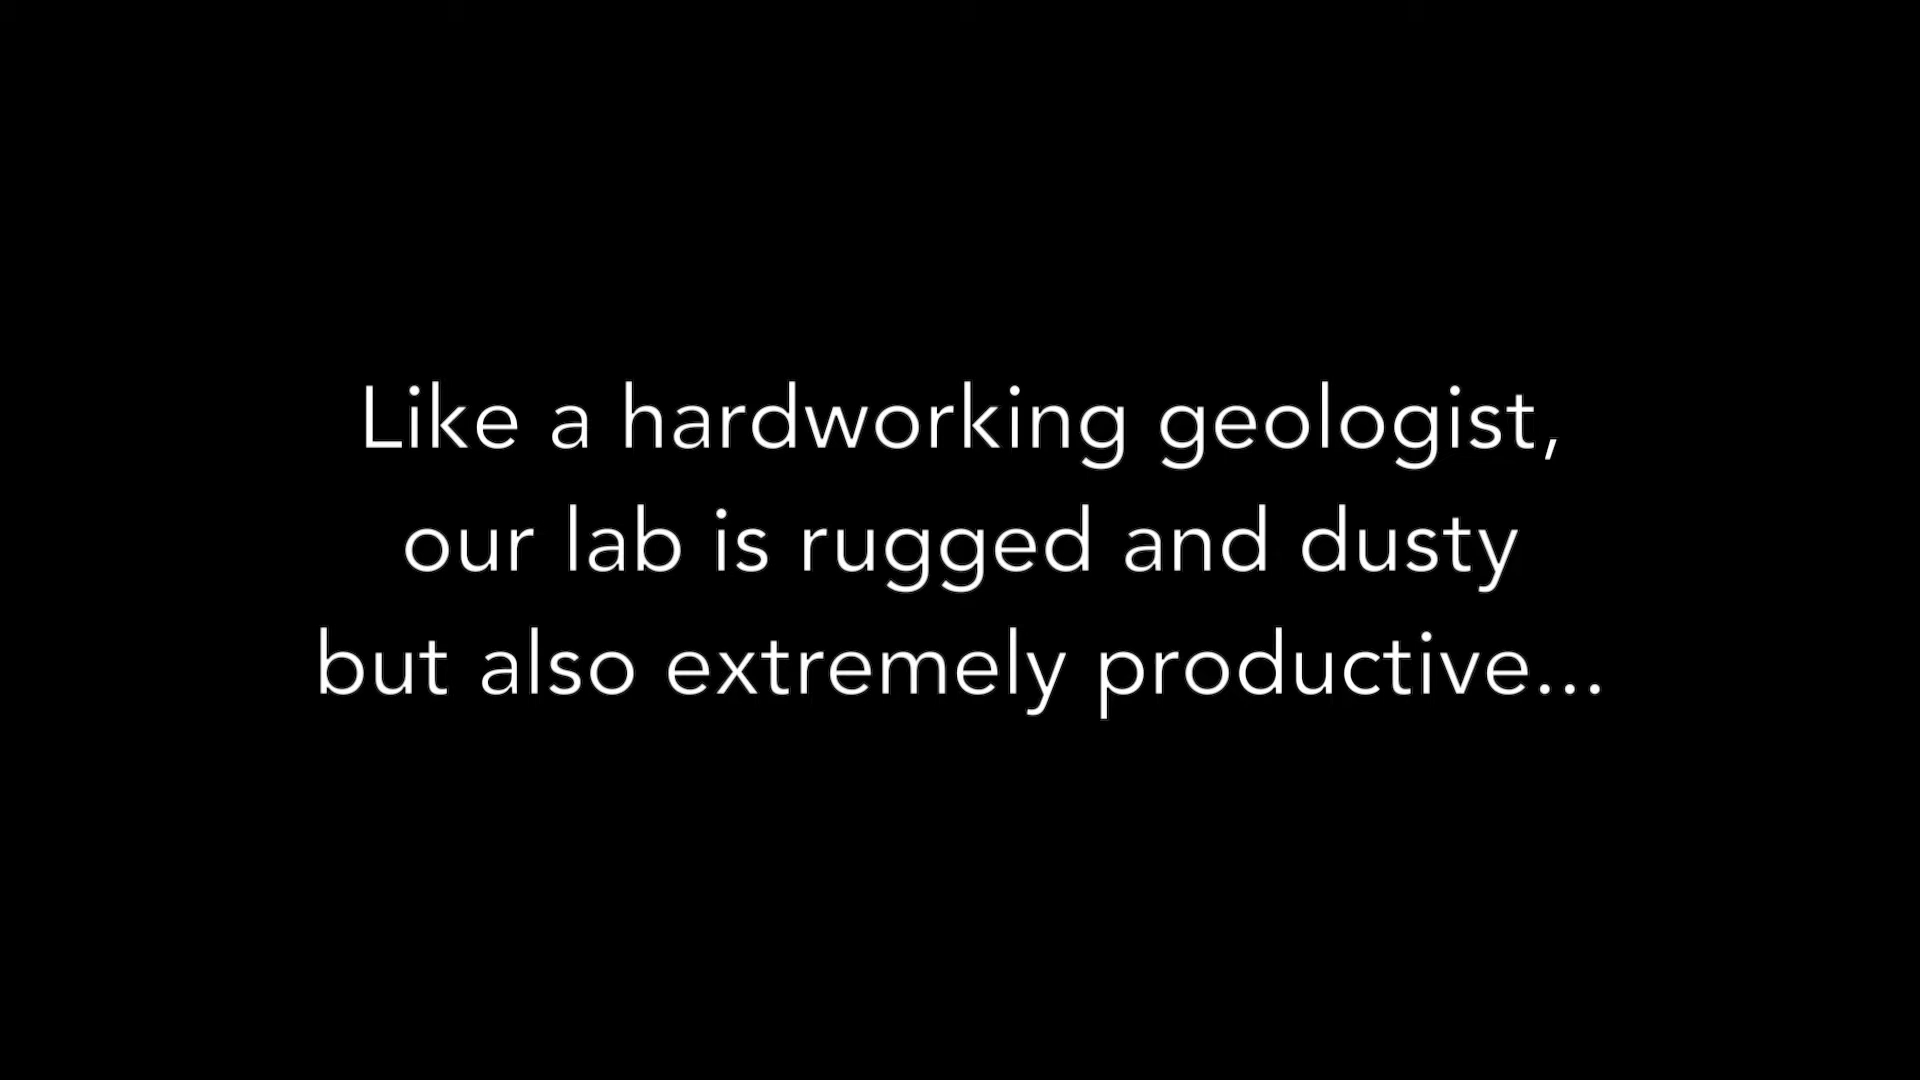 Like a hardworking geologist,
our lab is rugged and dusty
but also extremely productive...